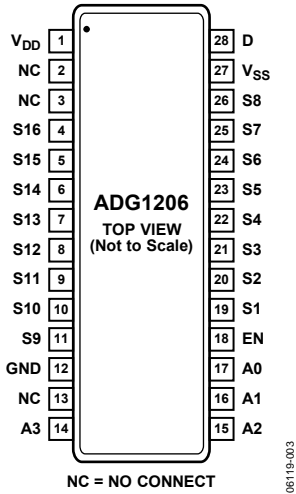 V_DD 1 28 D
NC 2 27 V_SS
NC 3 26 S8
S16 4 25 S7
S15 5 24 S6
S14 6 23 S5
S13 7 22 S4
S12 8 21 S3
S11 9 20 S2
S10 10 19 S1
S9 11 18 EN
GND 12 17 A0
NC 13 16 A1
A3 14 15 A2
ADG1206
TOP VIEW
(Not to Scale)
NC = NO CONNECT
06119-003